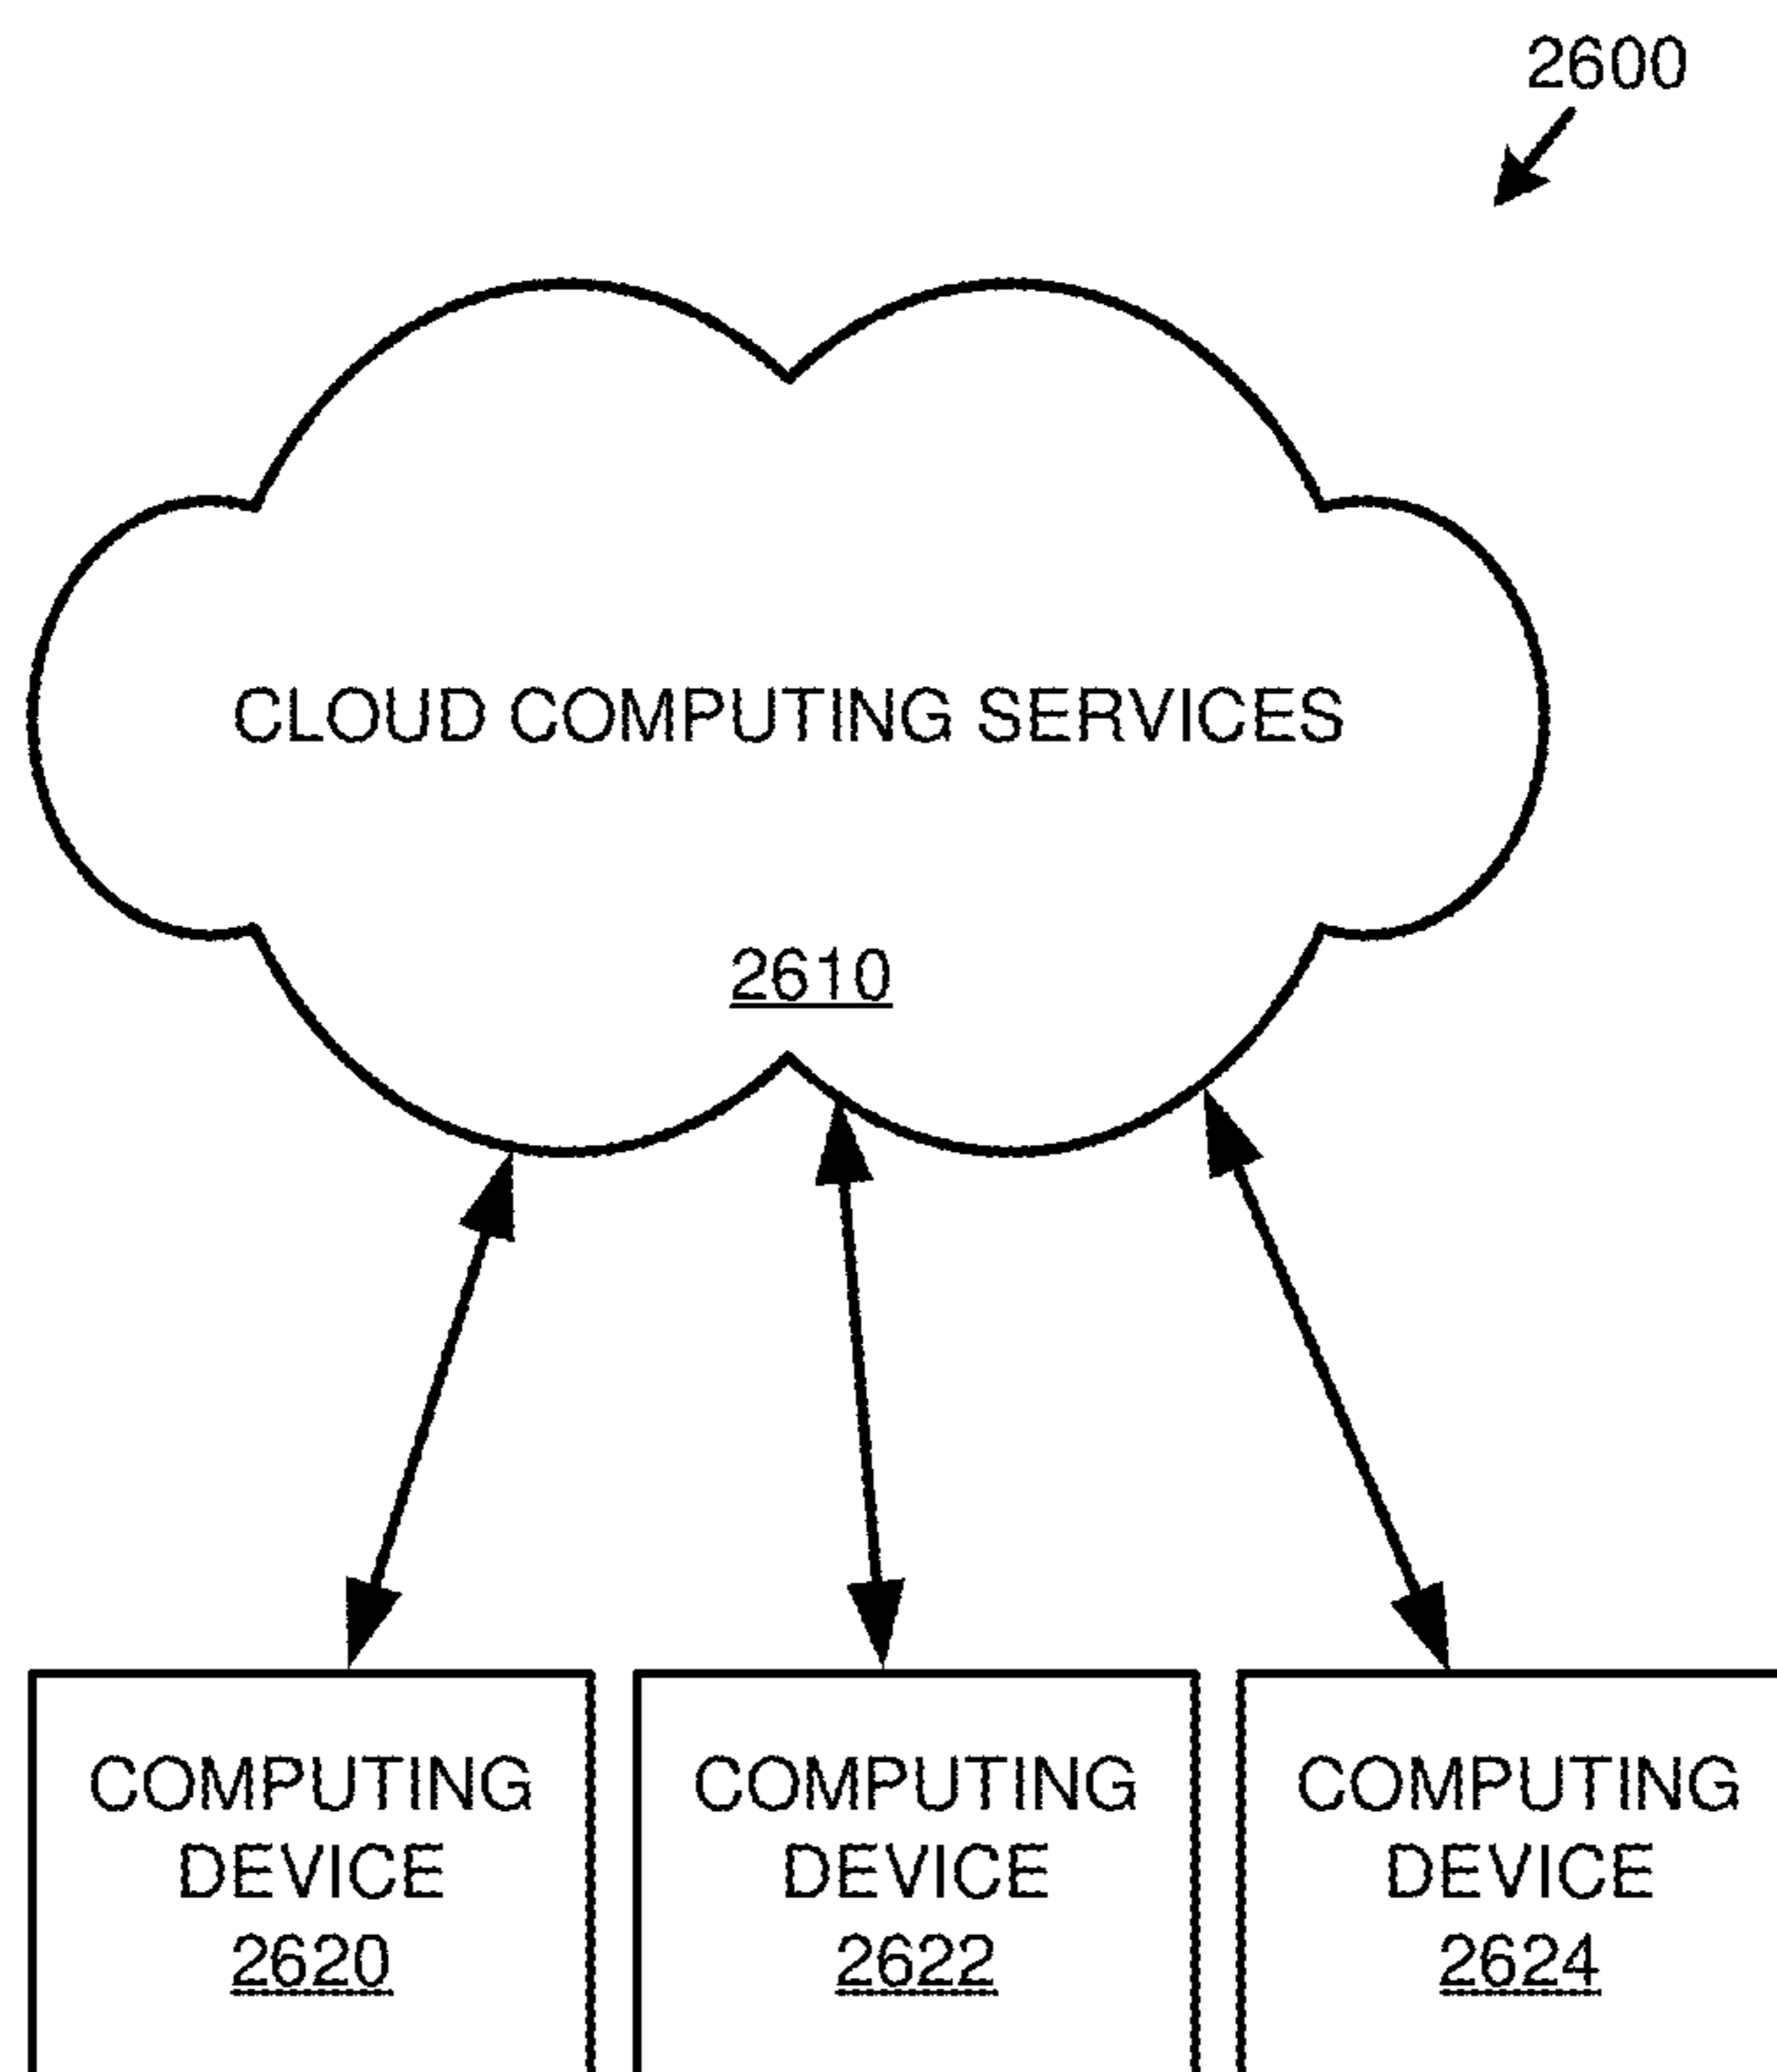 2600
CLOUD COMPUTING SERVICES
2610
COMPUTING
DEVICE
2620
COMPUTING
DEVICE
2622
COMPUTING
DEVICE
2624